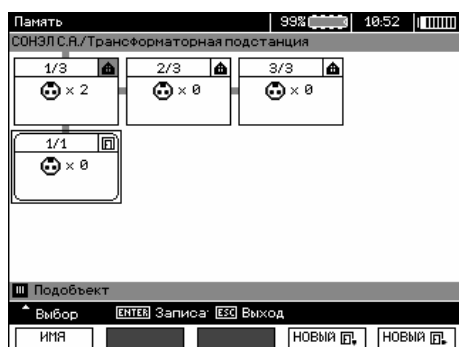 Память 99% 10:52
СОНЭЛ С.А./Трансформаторная подстанция
1/3 2/3 3/3
× 2 × 0 × 0
1/1
× 0
Подобъект
Выбор ENTER Записа ESC Выход
ИМЯ НОВЫЙ НОВЫЙ